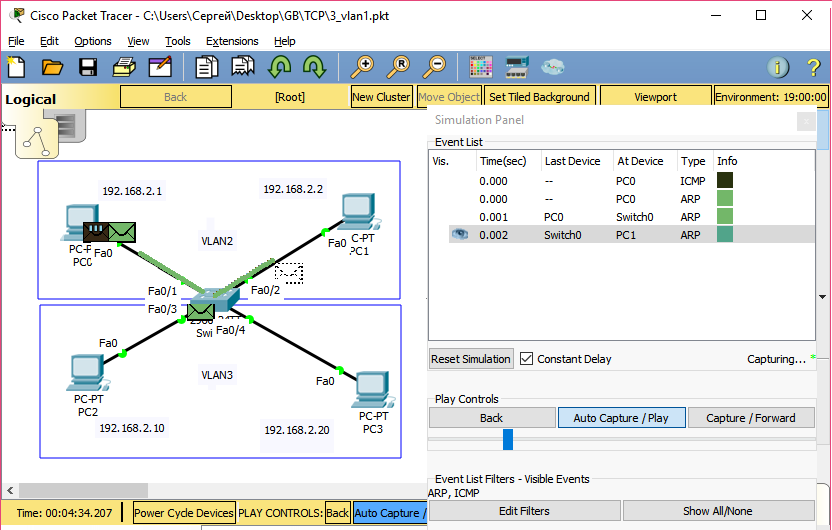 Cisco Packet Tracer - C:\Users\Сергей\Desktop\GB\TCP\3_vlan1.pkt
File Edit Options View Tools Extensions Help
Logical Back [Root] New Cluster Move Object Set Tiled Background Viewport Environment: 19:00:00
192.168.2.1
192.168.2.2
PC0
Fa0
VLAN2
Fa0
C-PT
PC1
Fa0/1
Fa0/2
Fa0/3
Fa0/4
Swi
Fa0
VLAN3
Fa0
PC-PT
PC2
PC-PT
PC3
192.168.2.10
192.168.2.20
Simulation Panel
Event List
Vis. Time(sec) Last Device At Device Type Info
0.000 -- PC0 ICMP
0.000 -- PC0 ARP
0.001 PC0 Switch0 ARP
0.002 Switch0 PC1 ARP
Reset Simulation Constant Delay Capturing... *
Play Controls
Back Auto Capture / Play Capture / Forward
Event List Filters - Visible Events
ARP, ICMP
Edit Filters Show All/None
Time: 00:04:34.207 Power Cycle Devices PLAY CONTROLS: Back Auto Capture /